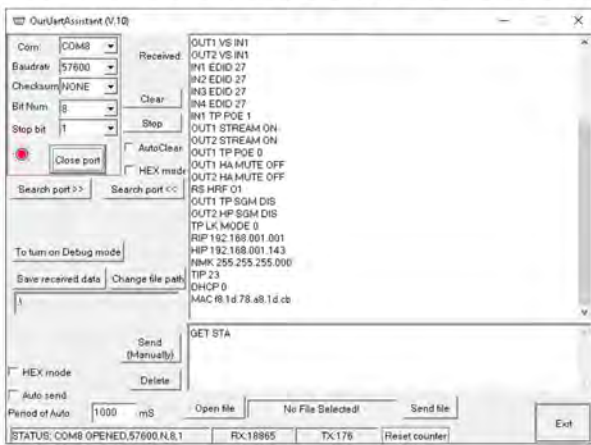 OurUartAssistant (V.10)
Com: COM8
Baudrate 57600
Checksum NONE
Bit Num 8
Stop bit 1
Close port
Search port >>
Search port <<
Received
Clear
Stop
AutoClear
HEX mode
To turn on Debug mode
Save received data
Change file path
.\
OUT1 VS IN1
OUT2 VS IN1
IN1 EDID 27
IN2 EDID 27
IN3 EDID 27
IN4 EDID 27
IN1 TP POE 1
OUT1 STREAM ON
OUT2 STREAM ON
OUT1 TP POE 0
OUT1 HA MUTE OFF
OUT2 HA MUTE OFF
RS HRF 01
OUT1 TP SGM DIS
OUT2 HP SGM DIS
TP LK MODE 0
RIP 192.168.001.001
HIP 192.168.001.143
NMK 255.255.255.000
TIP 23
DHCP 0
MAC f8.1d.78.a8.1d.cb
Send
(Manually)
GET STA
HEX mode
Delete
Auto send
Period of Auto 1000 mS
Open file
No File Selected!
Send file
Exit
STATUS: COM8 OPENED,57600,N,8,1
RX:18865
TX:176
Reset counter